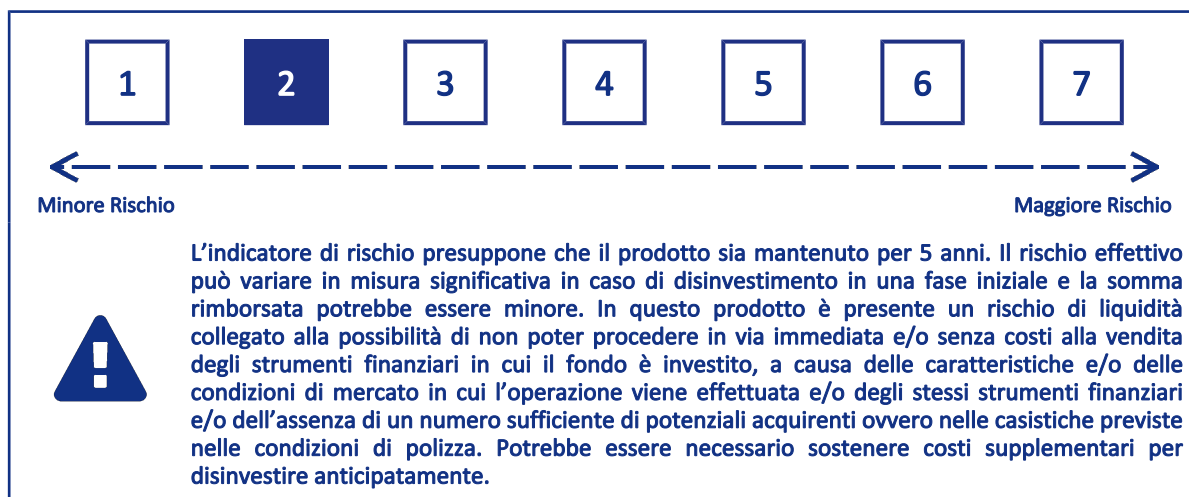 1 2 3 4 5 6 7
Minore Rischio Maggiore Rischio
L'indicatore di rischio presuppone che il prodotto sia mantenuto per 5 anni. Il rischio effettivo
può variare in misura significativa in caso di disinvestimento in una fase iniziale e la somma
rimborsata potrebbe essere minore. In questo prodotto è presente un rischio di liquidità
collegato alla possibilità di non poter procedere in via immediata e/o senza costi alla vendita
degli strumenti finanziari in cui il fondo è investito, a causa delle caratteristiche e/o delle
condizioni di mercato in cui l'operazione viene effettuata e/o degli stessi strumenti finanziari
e/o dell'assenza di un numero sufficiente di potenziali acquirenti ovvero nelle casistiche previste
nelle condizioni di polizza. Potrebbe essere necessario sostenere costi supplementari per
disinvestire anticipatamente.